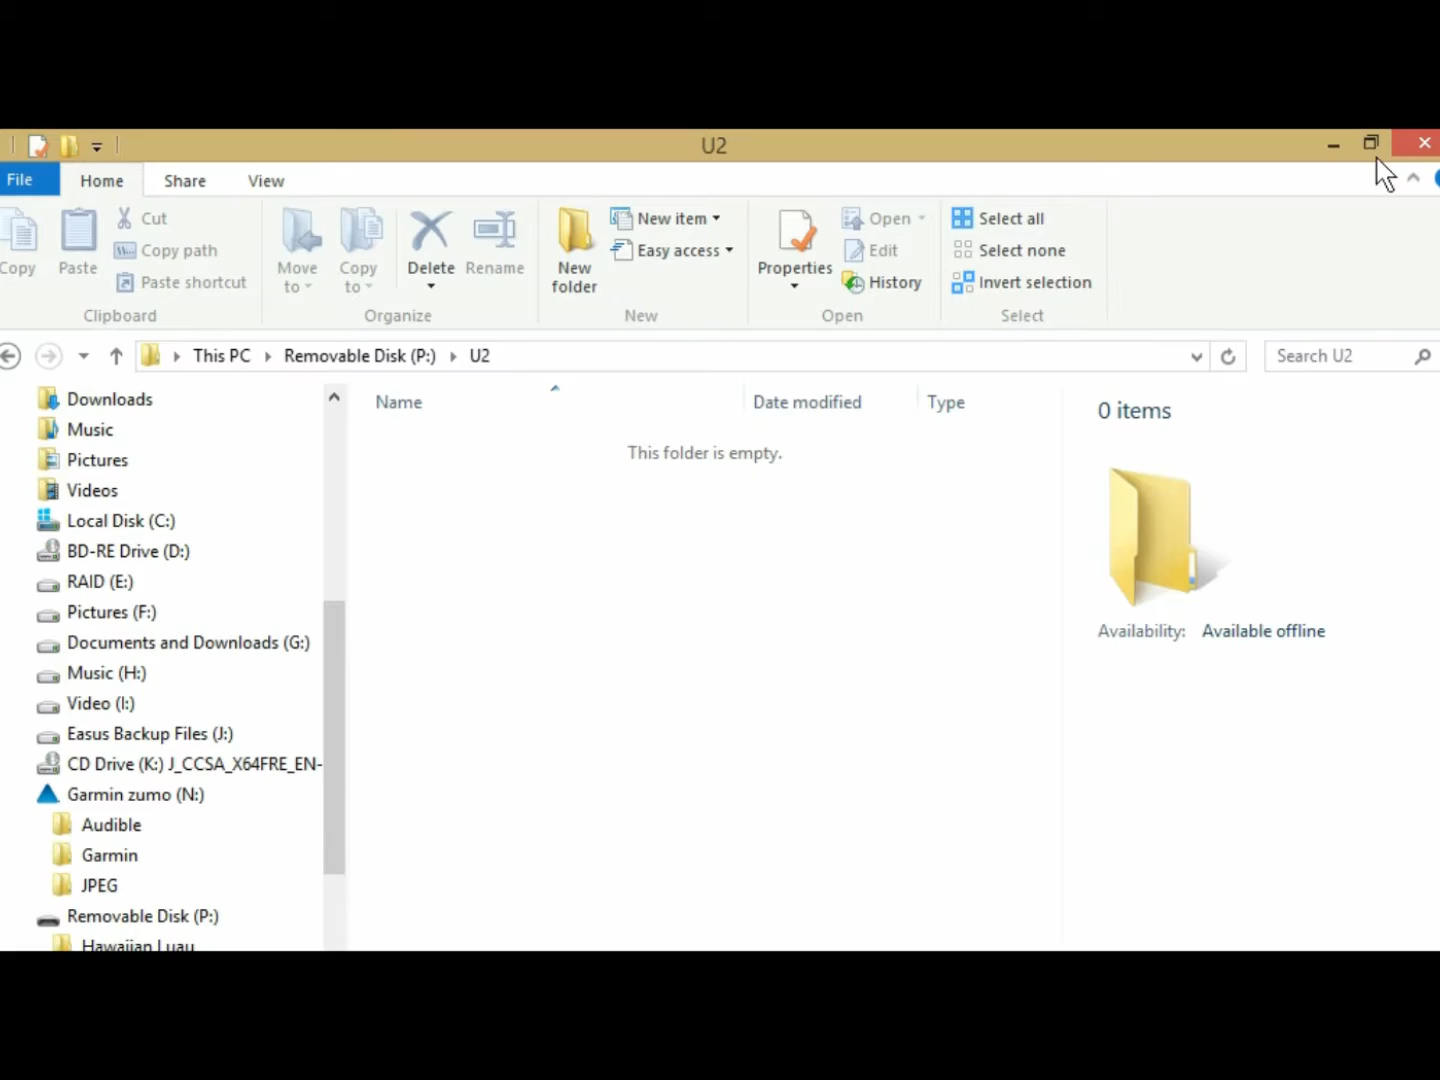 U2
File Home Share View
Copy
Paste
Cut
Copy path
Paste shortcut
Clipboard
Move to
Copy to
Delete
Rename
Organize
New folder
New item
Easy access
New
Properties
Open
Edit
History
Open
Select all
Select none
Invert selection
Select
This PC Removable Disk (P:) U2
Search U2
Downloads
Music
Pictures
Videos
Local Disk (C:)
BD-RE Drive (D:)
RAID (E:)
Pictures (F:)
Documents and Downloads (G:)
Music (H:)
Video (I:)
Easus Backup Files (J:)
CD Drive (K:) J_CCSA_X64FRE_EN-
Garmin zumo (N:)
Audible
Garmin
JPEG
Removable Disk (P:)
Hawaiian Luau
Name Date modified Type
This folder is empty.
0 items
Availability: Available offline